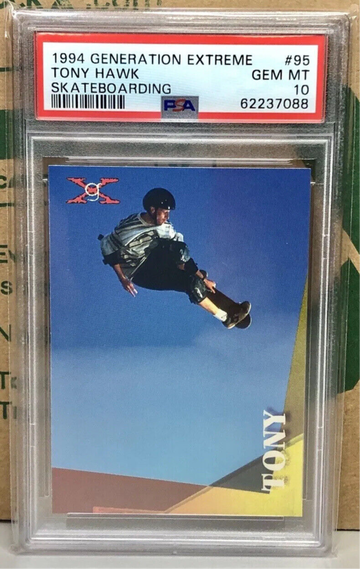 1994 GENERATION EXTREME #95
TONY HAWK GEM MT
SKATEBOARDING PSA 10
62237088
TONY